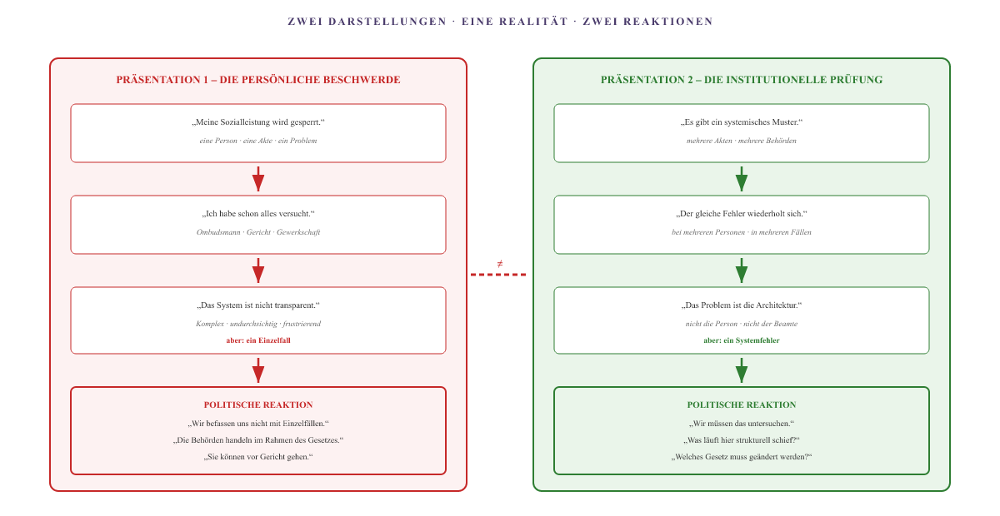 ZWEI DARSTELLUNGEN · EINE REALITÄT · ZWEI REAKTIONEN
PRÄSENTATION 1 – DIE PERSÖNLICHE BESCHWERDE
„Meine Sozialleistung wird gesperrt.“
eine Person · eine Akte · ein Problem
„Ich habe schon alles versucht.“
Ombudsmann · Gericht · Gewerkschaft
„Das System ist nicht transparent.“
Komplex · undurchsichtig · frustrierend
aber: ein Einzelfall
POLITISCHE REAKTION
„Wir befassen uns nicht mit Einzelfällen.“
„Die Behörden handeln im Rahmen des Gesetzes.“
„Sie können vor Gericht gehen.“
≠
PRÄSENTATION 2 – DIE INSTITUTIONELLE PRÜFUNG
„Es gibt ein systemisches Muster.“
mehrere Akten · mehrere Behörden
„Der gleiche Fehler wiederholt sich.“
bei mehreren Personen · in mehreren Fällen
„Das Problem ist die Architektur.“
nicht die Person · nicht der Beamte
aber: ein Systemfehler
POLITISCHE REAKTION
„Wir müssen das untersuchen.“
„Was läuft hier strukturell schief?“
„Welches Gesetz muss geändert werden?“